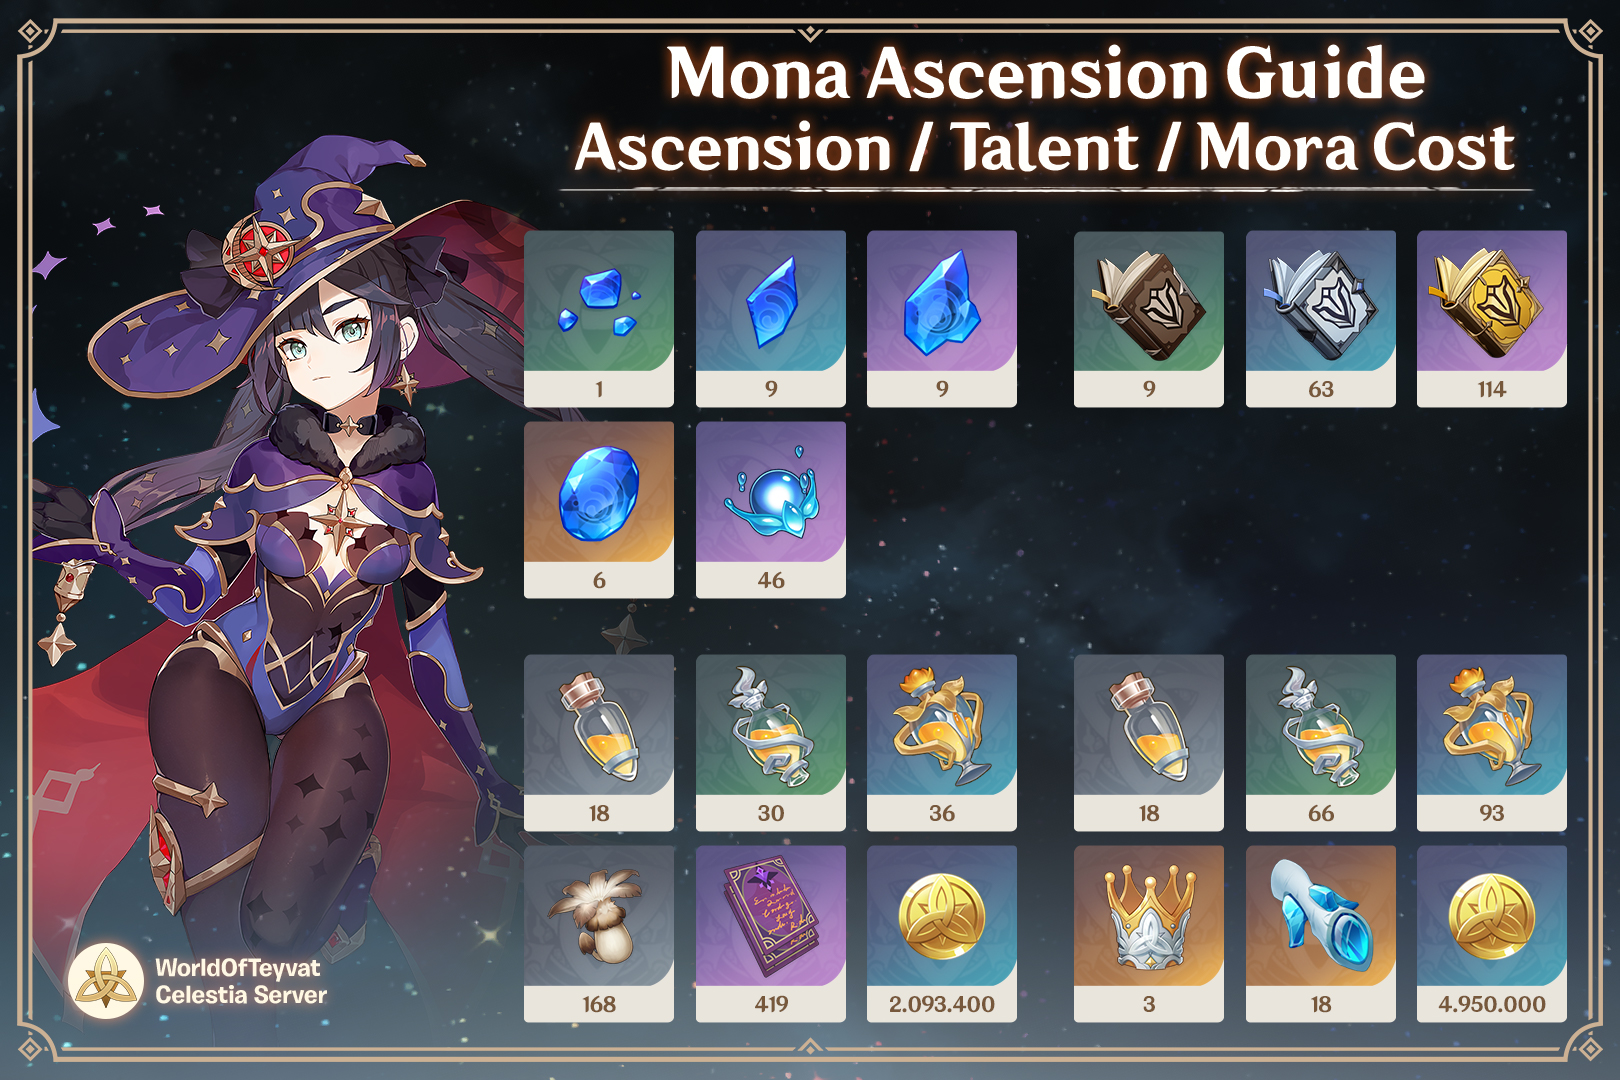 Mona Ascension Guide
Ascension / Talent / Mora Cost
1 9 9 9 63 114
6 46
18 30 36 18 66 93
168 419 2.093.400 3 18 4.950.000
WorldOfTeyvat
Celestia Server